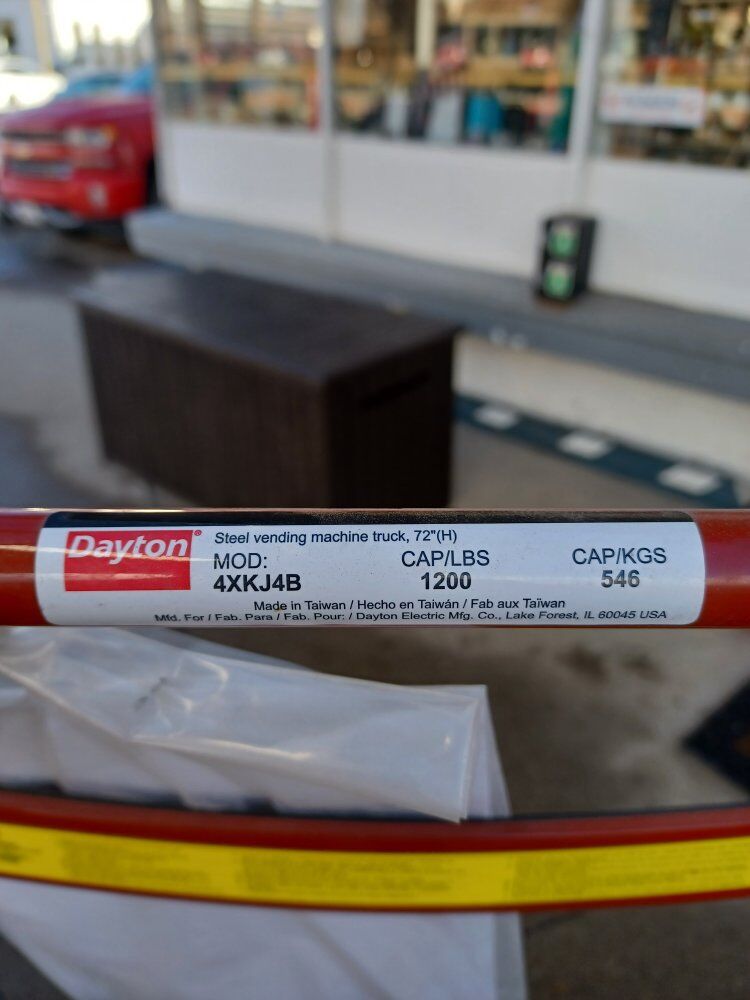 Dayton®
Steel vending machine truck, 72"(H)
MOD: CAP/LBS CAP/KGS
4XKJ4B 1200 546
Made in Taiwan / Hecho en Taiwán / Fab aux Taïwan
Mfd. For / Fab. Para / Fab. Pour: / Dayton Electric Mfg. Co., Lake Forest, IL 60045 USA